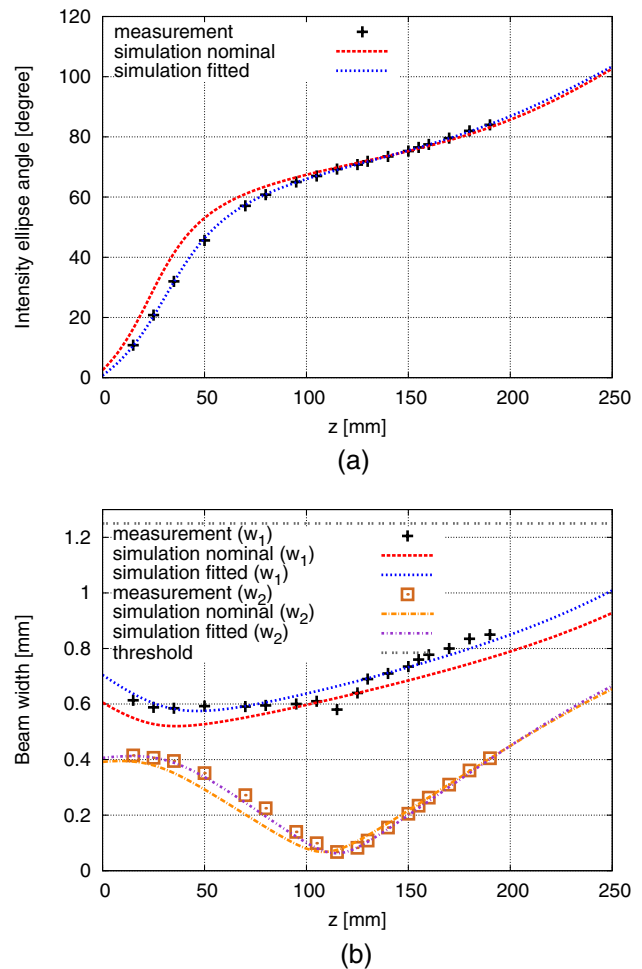 120
100
80
60
40
20
0
Intensity ellipse angle [degree]
measurement
simulation nominal
simulation fitted
0 50 100 150 200 250
z [mm]
(a)
1.2
1
0.8
0.6
0.4
0.2
0
Beam width [mm]
measurement (w1)
simulation nominal (w1)
simulation fitted (w1)
measurement (w2)
simulation nominal (w2)
simulation fitted (w2)
threshold
0 50 100 150 200 250
z [mm]
(b)